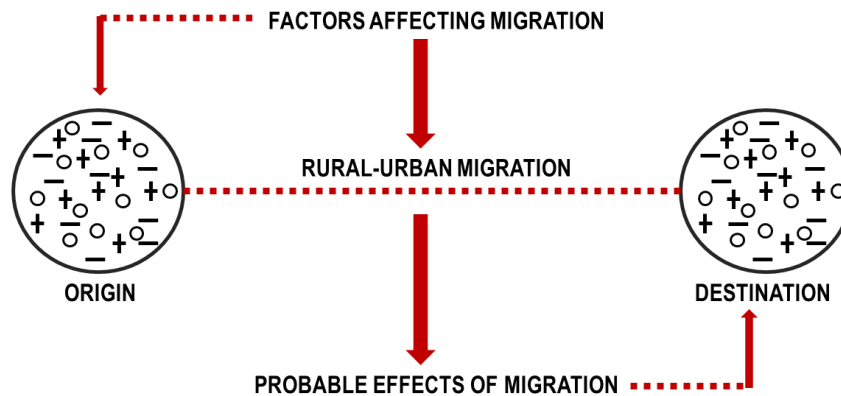 FACTORS AFFECTING MIGRATION
RURAL-URBAN MIGRATION
ORIGIN
DESTINATION
PROBABLE EFFECTS OF MIGRATION